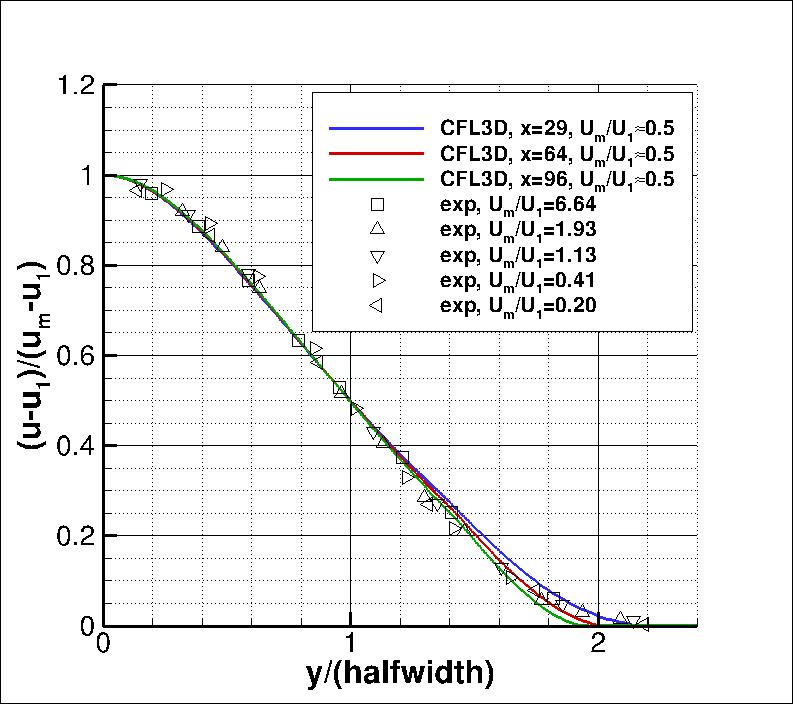 1.2
1
0.8
0.6
0.4
0.2
0
0
1
2
(u-u1)/(um-u1)
y/(halfwidth)
CFL3D, x=29, Um/U1≈0.5
CFL3D, x=64, Um/U1≈0.5
CFL3D, x=96, Um/U1≈0.5
exp, Um/U1=6.64
exp, Um/U1=1.93
exp, Um/U1=1.13
exp, Um/U1=0.41
exp, Um/U1=0.20